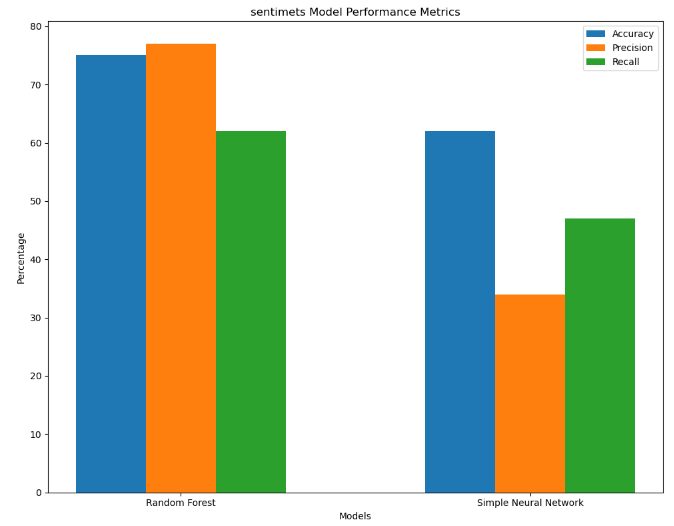 sentimets Model Performance Metrics
Accuracy
Precision
Recall
80
70
60
50
40
30
20
10
0
Percentage
Random Forest
Simple Neural Network
Models